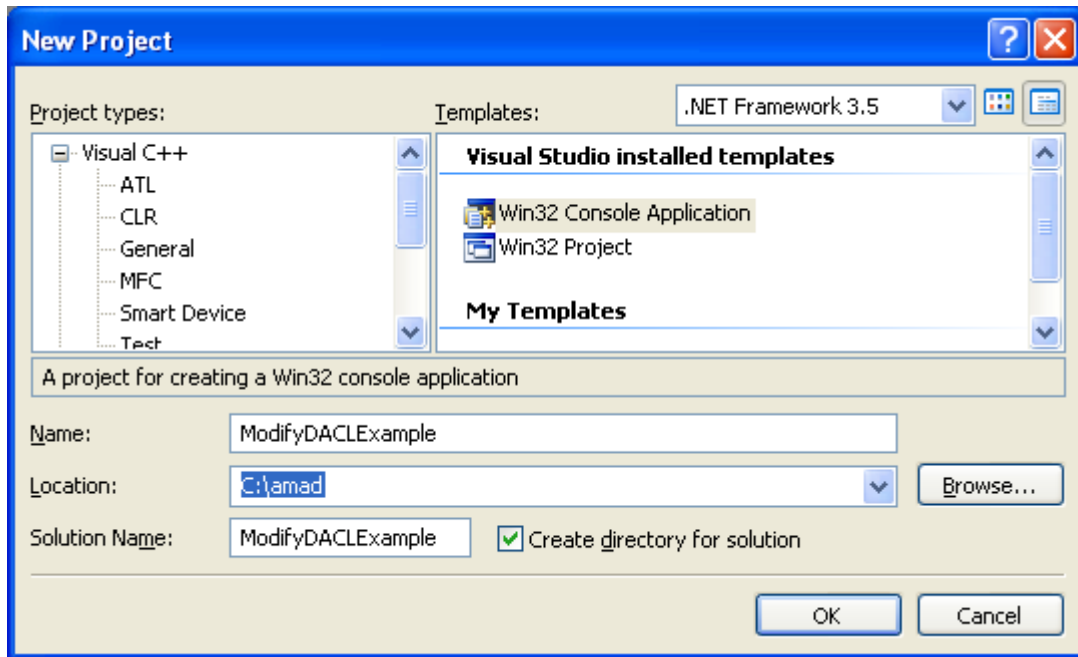 New Project
Project types:
Templates:
.NET Framework 3.5
Visual C++
ATL
CLR
General
MFC
Smart Device
Test
Visual Studio installed templates
Win32 Console Application
Win32 Project
My Templates
A project for creating a Win32 console application
Name:
ModifyDACLExample
Location:
C:\amad
Browse...
Solution Name:
ModifyDACLExample
Create directory for solution
OK
Cancel